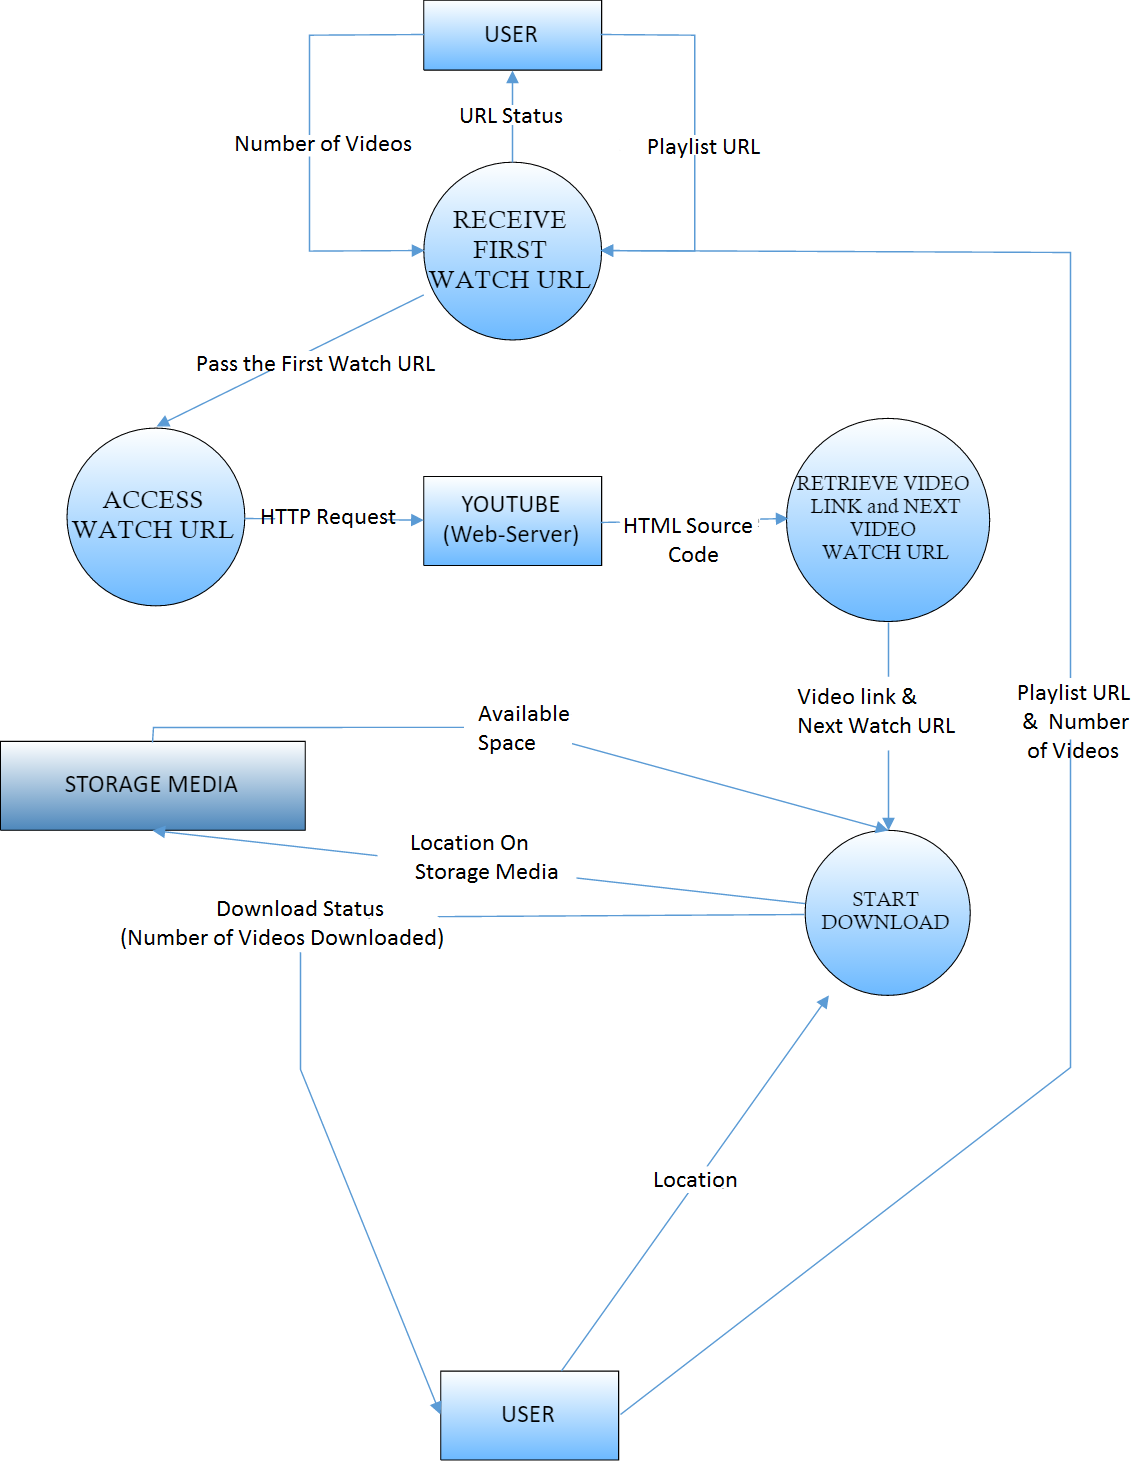 USER
URL Status
Number of Videos
Playlist URL
RECEIVE
FIRST
WATCH URL
Pass the First Watch URL
ACCESS
WATCH URL
HTTP Request
YOUTUBE
(Web-Server)
HTML Source
Code
RETRIEVE VIDEO
LINK and NEXT
VIDEO
WATCH URL
Video link &
Next Watch URL
Playlist URL
& Number
of Videos
Available
Space
STORAGE MEDIA
Location On
Storage Media
Download Status
(Number of Videos Downloaded)
START
DOWNLOAD
Location
USER